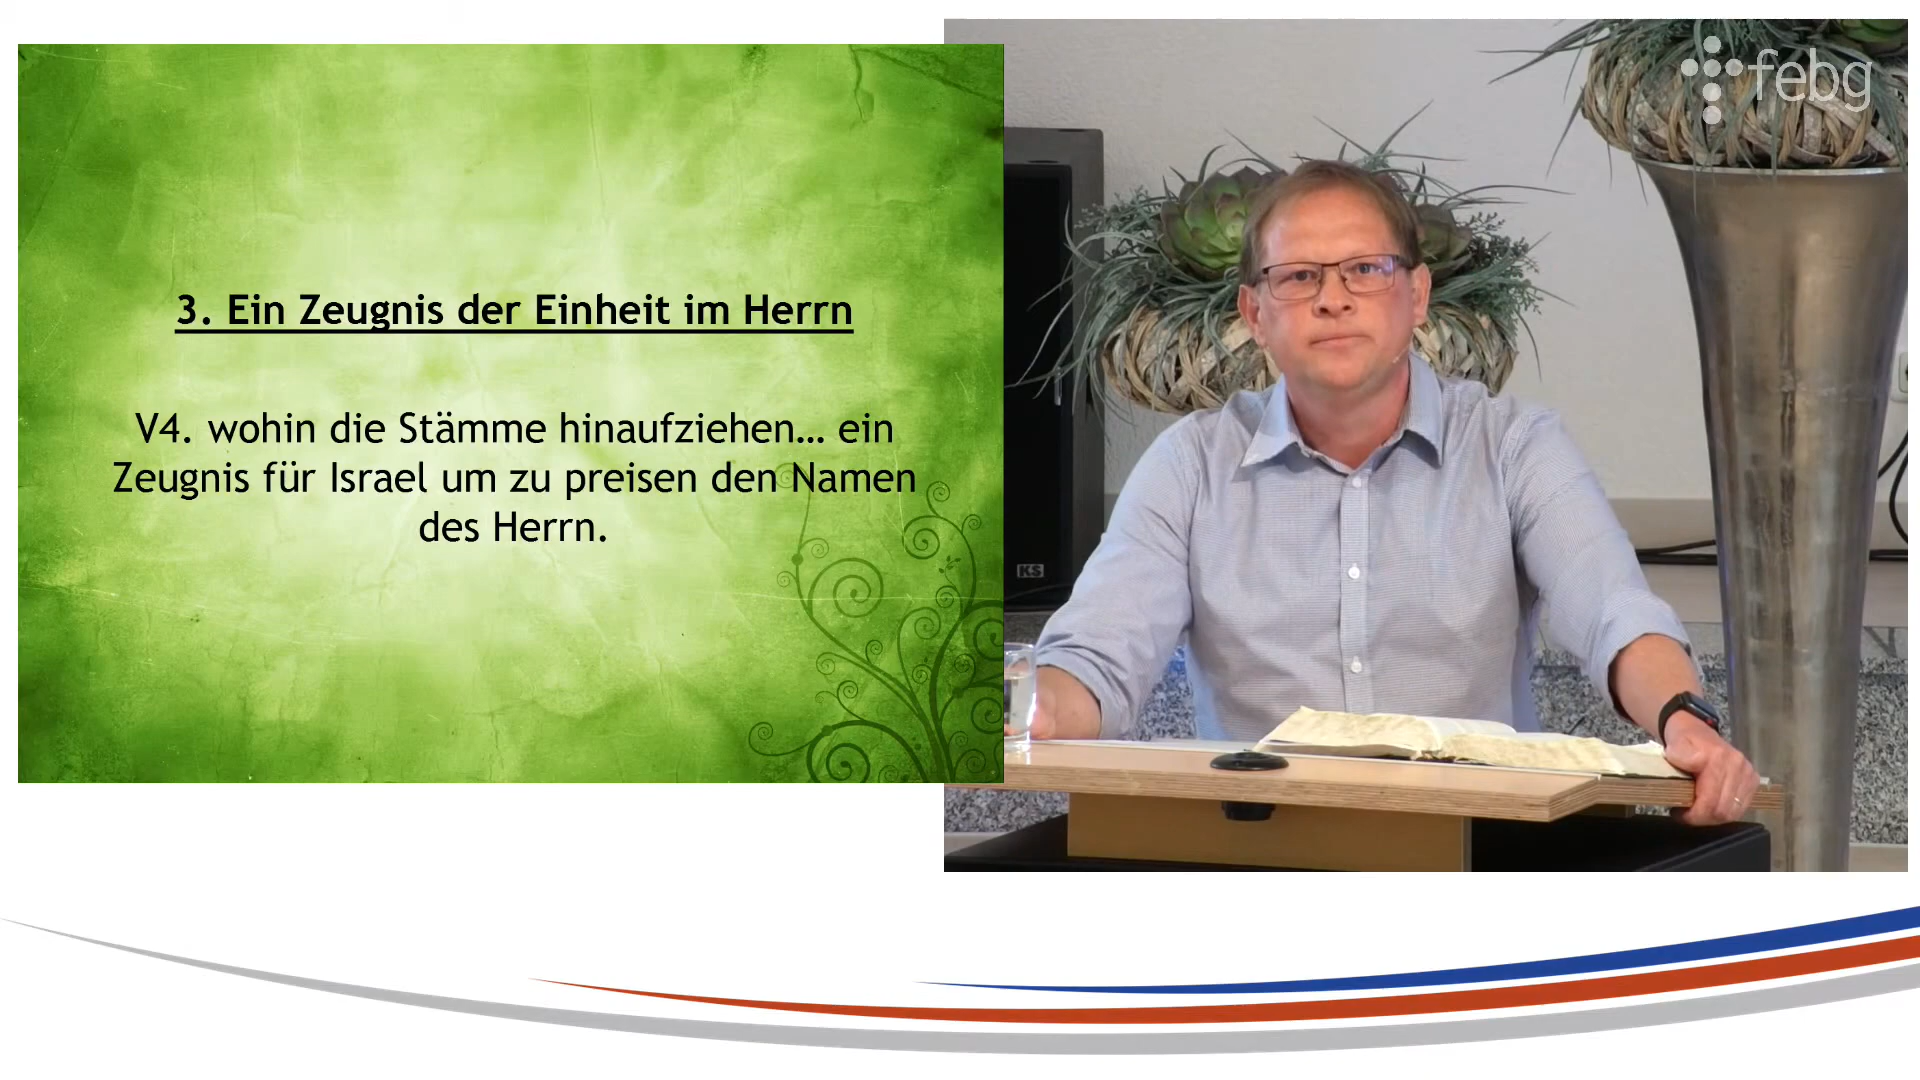 3. Ein Zeugnis der Einheit im Herrn
V4. wohin die Stämme hinaufziehen… ein
Zeugnis für Israel um zu preisen den Namen
des Herrn.
febg
KS